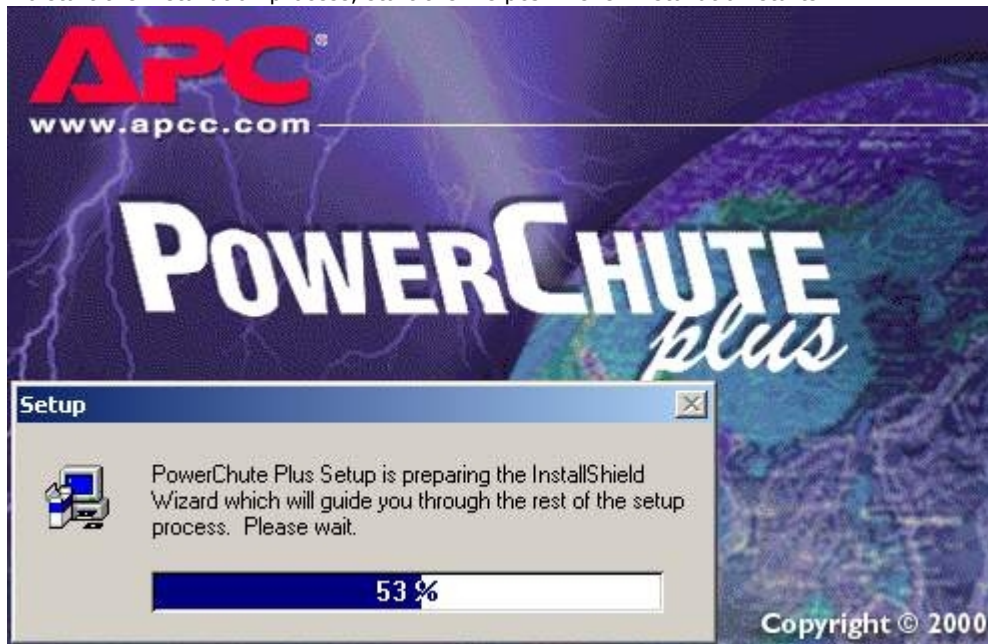 APC®
www.apcc.com
POWERCHUTE
plus
Setup
PowerChute Plus Setup is preparing the InstallShield
Wizard which will guide you through the rest of the setup
process. Please wait.
53 %
Copyright © 2000